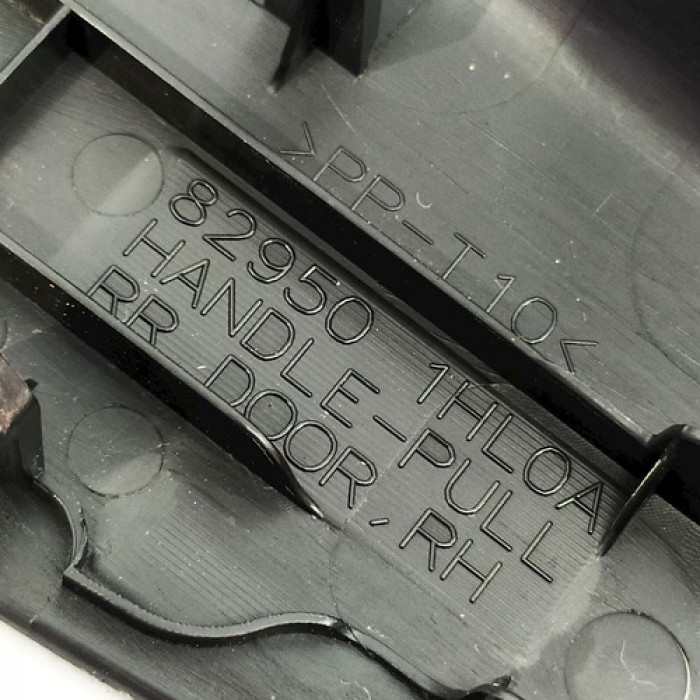 >PP-T10<
82950 1HL0A
HANDLE-PULL
RR DOOR,RH